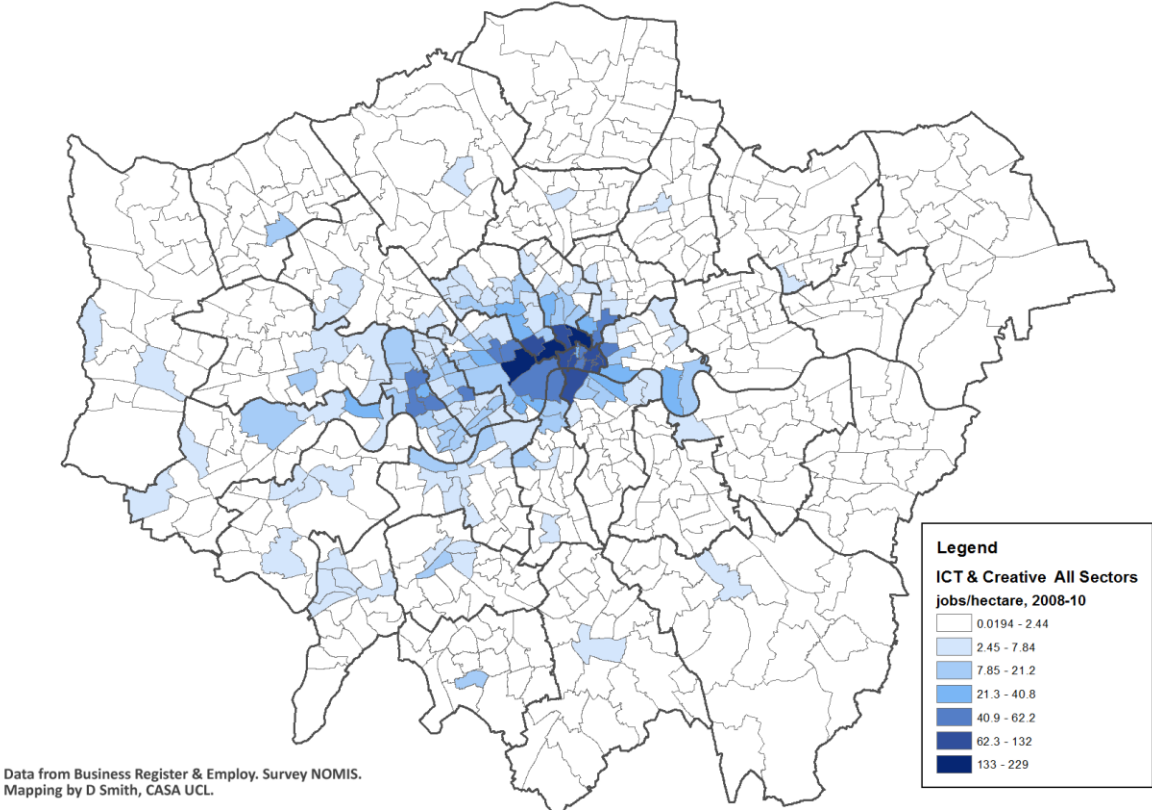 Legend
ICT & Creative All Sectors
jobs/hectare, 2008-10
0.0194 - 2.44
2.45 - 7.84
7.85 - 21.2
21.3 - 40.8
40.9 - 62.2
62.3 - 132
133 - 229
Data from Business Register & Employ. Survey NOMIS.
Mapping by D Smith, CASA UCL.